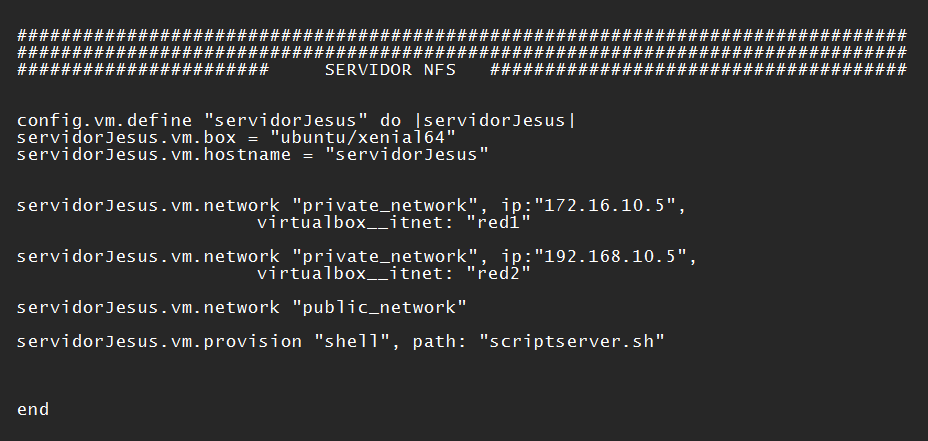 #################################################################################
#################################################################################
####################### SERVIDOR NFS ######################################
config.vm.define "servidorJesus" do |servidorJesus|
servidorJesus.vm.box = "ubuntu/xenial64"
servidorJesus.vm.hostname = "servidorJesus"
servidorJesus.vm.network "private_network", ip:"172.16.10.5",
virtualbox__itnet: "red1"
servidorJesus.vm.network "private_network", ip:"192.168.10.5",
virtualbox__itnet: "red2"
servidorJesus.vm.network "public_network"
servidorJesus.vm.provision "shell", path: "scriptserver.sh"
end